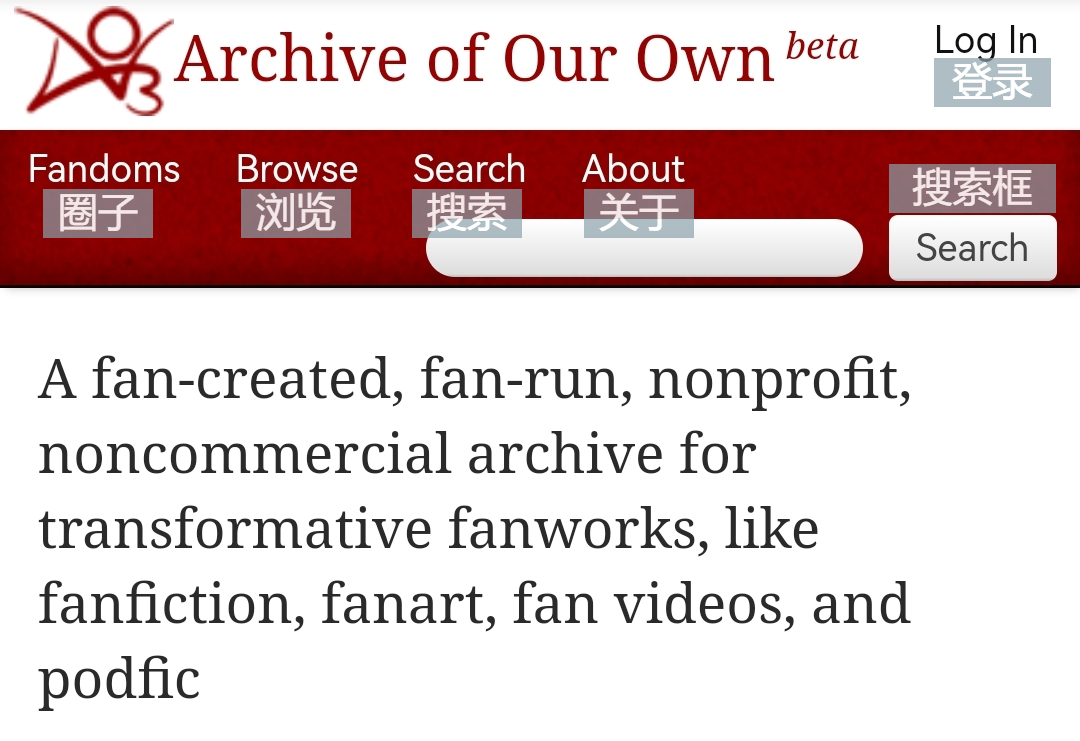 Archive of Our Own beta
Log In
登录
Fandoms Browse Search About
圈子 浏览 搜索 关于 搜索框
Search
A fan-created, fan-run, nonprofit,
noncommercial archive for
transformative fanworks, like
fanfiction, fanart, fan videos, and
podfic